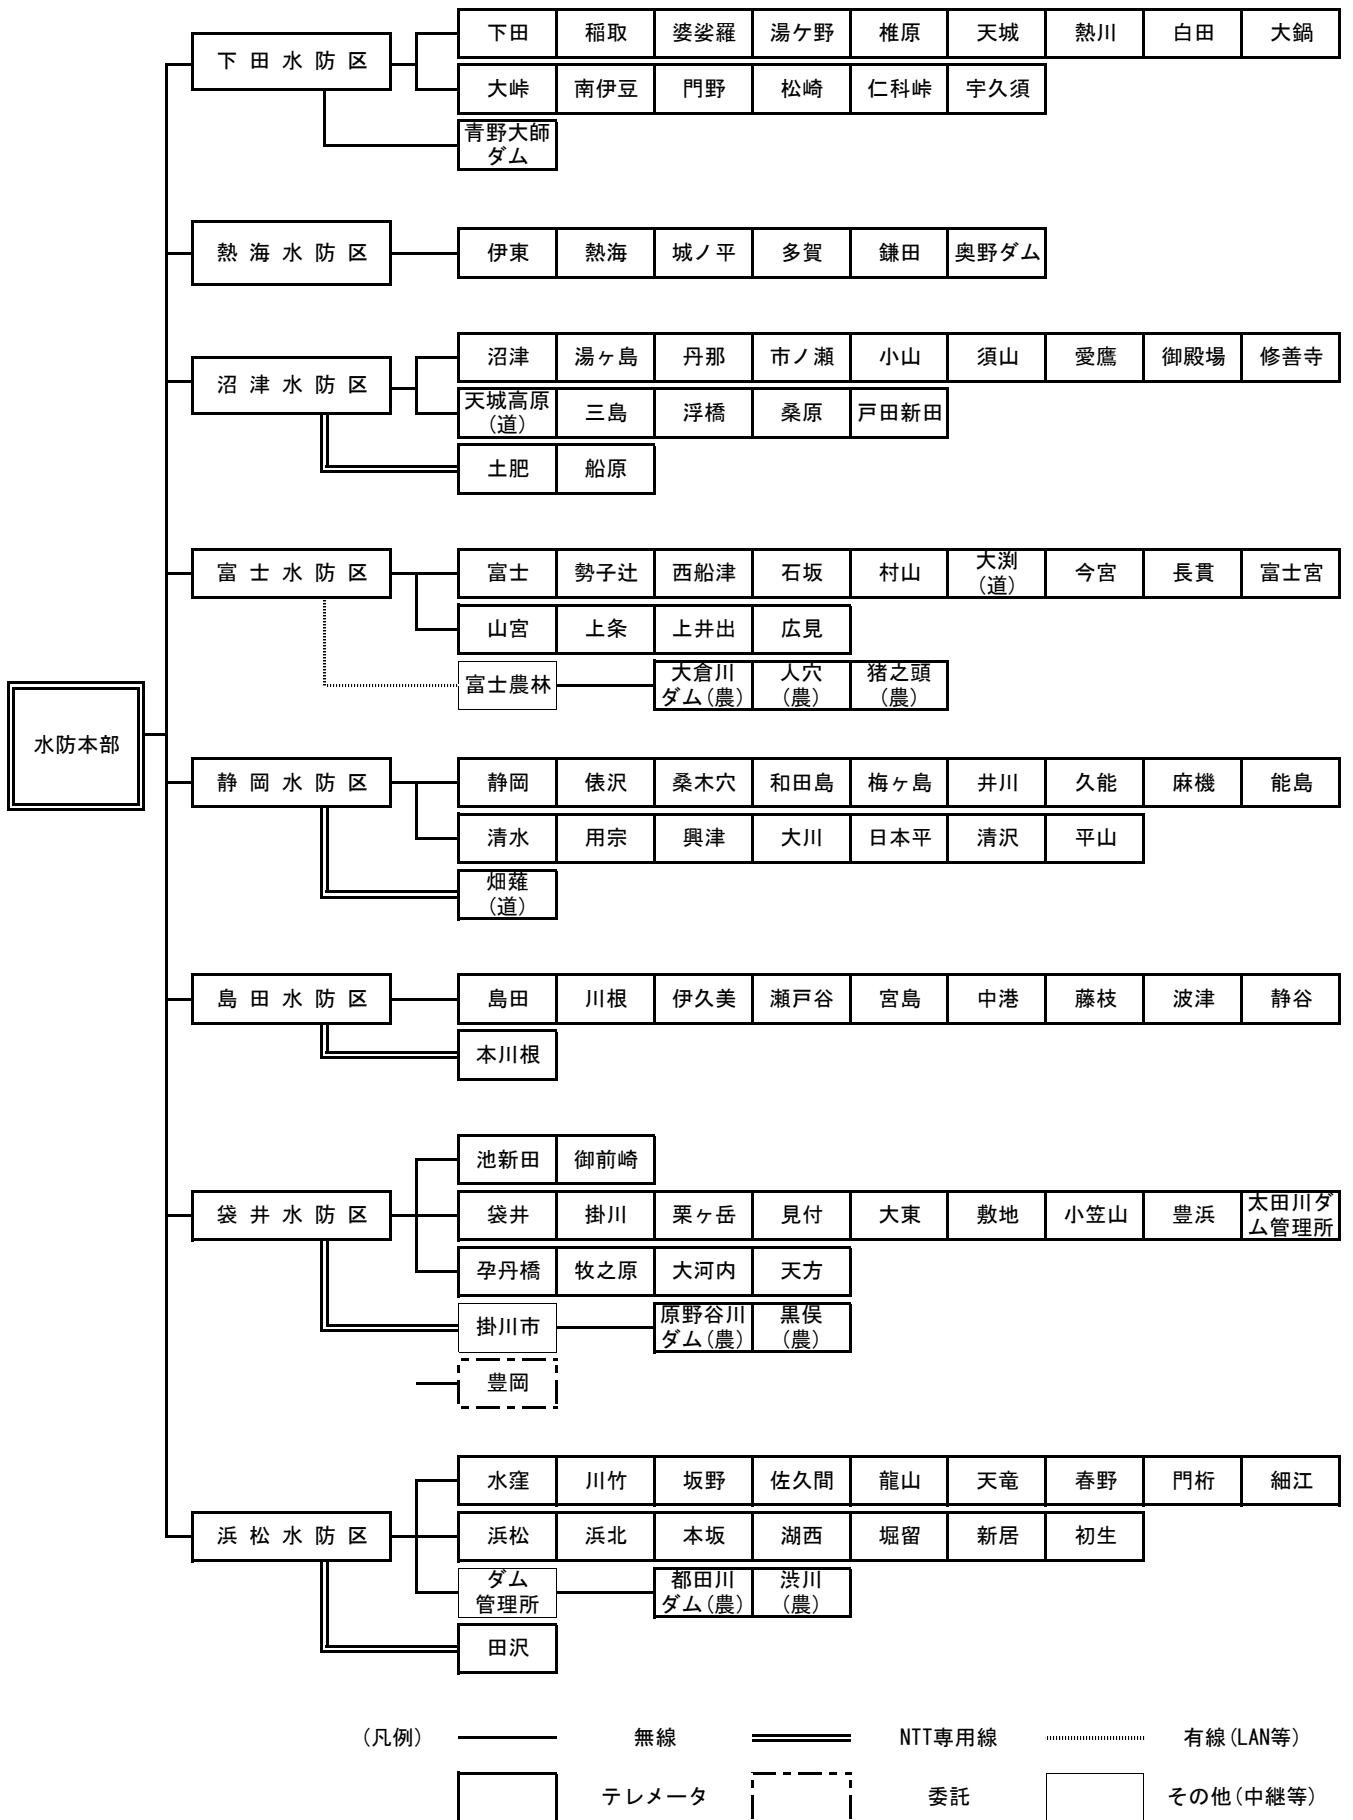 下田 稲取 婆娑羅 湯ケ野 椎原 天城 熱川 白田 大鍋
下田水防区
大峠 南伊豆 門野 松崎 仁科峠 宇久須
青野大師
ダム
熱海水防区 伊東 熱海 城ノ平 多賀 鎌田 奥野ダム
沼津 湯ヶ島 丹那 市ノ瀬 小山 須山 愛鷹 御殿場 修善寺
沼津水防区
天城高原
(道)
三島 浮橋 桑原 戸田新田
土肥 船原
富士水防区 富士 勢子辻 西船津 石坂 村山
大渕
(道)
今宮 長貫 富士宮
山宮 上条 上井出 広見
富士農林
大倉川
ダム(農)
人穴
(農)
猪之頭
(農)
水防本部
静岡水防区 静岡 俵沢 桑木穴 和田島 梅ヶ島 井川 久能 麻機 能島
清水 用宗 興津 大川 日本平 清沢 平山
畑薙
(道)
島田水防区 島田 川根 伊久美 瀬戸谷 宮島 中港 藤枝 波津 静谷
本川根
池新田 御前崎
袋井水防区 袋井 掛川 栗ヶ岳 見付 大東 敷地 小笠山 豊浜
太田川ダ
ム管理所
孕丹橋 牧之原 大河内 天方
掛川市
原野谷川
ダム(農)
黒俣
(農)
豊岡
水窪 川竹 坂野 佐久間 龍山 天竜 春野 門桁 細江
浜松水防区 浜松 浜北 本坂 湖西 堀留 新居 初生
ダム
管理所
都田川
ダム(農)
渋川
(農)
田沢
(凡例) 無線 NTT専用線 有線(LAN等)
テレメータ 委託 その他(中継等)